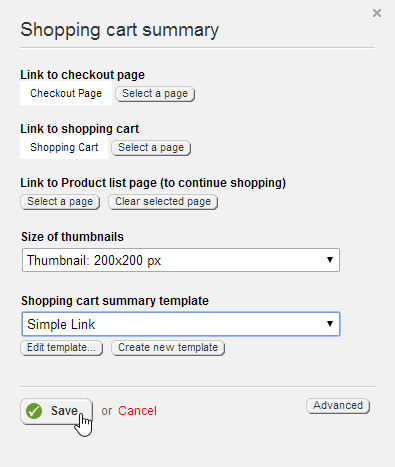 Shopping cart summary
Link to checkout page
Checkout Page Select a page
Link to shopping cart
Shopping Cart Select a page
Link to Product list page (to continue shopping)
Select a page Clear selected page
Size of thumbnails
Thumbnail: 200x200 px
Shopping cart summary template
Simple Link
Edit template... Create new template
Save or Cancel Advanced